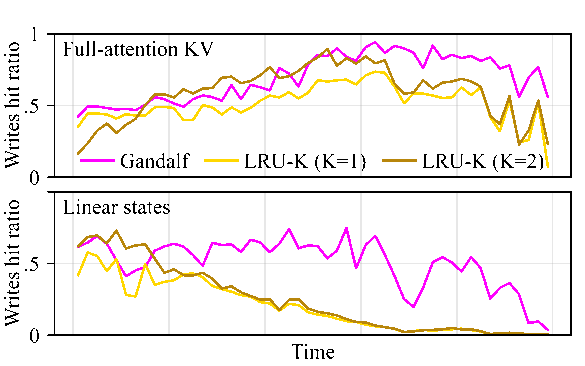 1
Full-attention KV
Writes hit ratio
.5
Gandalf LRU-K (K=1) LRU-K (K=2)
0
Linear states
Writes hit ratio
.5
0
Time